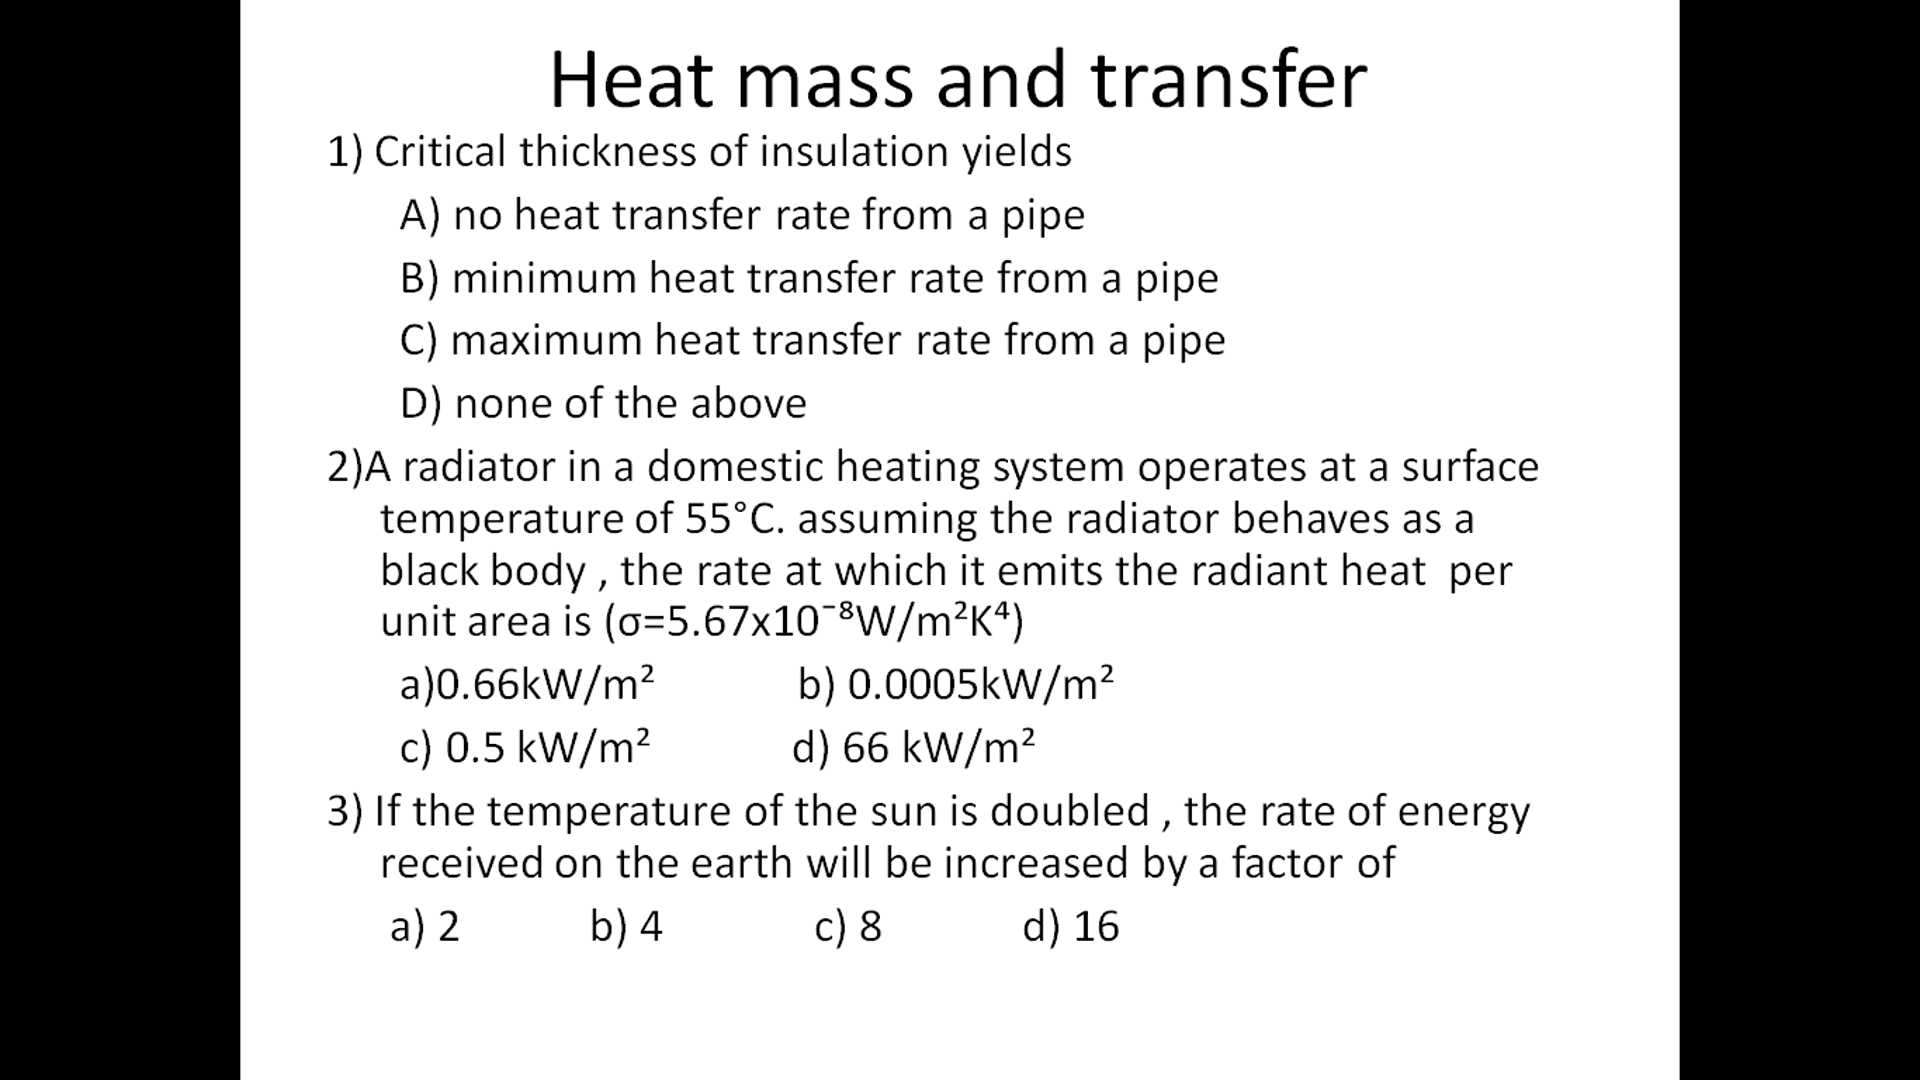 Heat mass and transfer
1) Critical thickness of insulation yields
A) no heat transfer rate from a pipe
B) minimum heat transfer rate from a pipe
C) maximum heat transfer rate from a pipe
D) none of the above
2)A radiator in a domestic heating system operates at a surface
temperature of 55°C. assuming the radiator behaves as a
black body , the rate at which it emits the radiant heat  per
unit area is (σ=5.67x10⁻⁸W/m²K⁴)
a)0.66kW/m² b) 0.0005kW/m²
c) 0.5 kW/m² d) 66 kW/m²
3) If the temperature of the sun is doubled , the rate of energy
received on the earth will be increased by a factor of
a) 2 b) 4 c) 8 d) 16